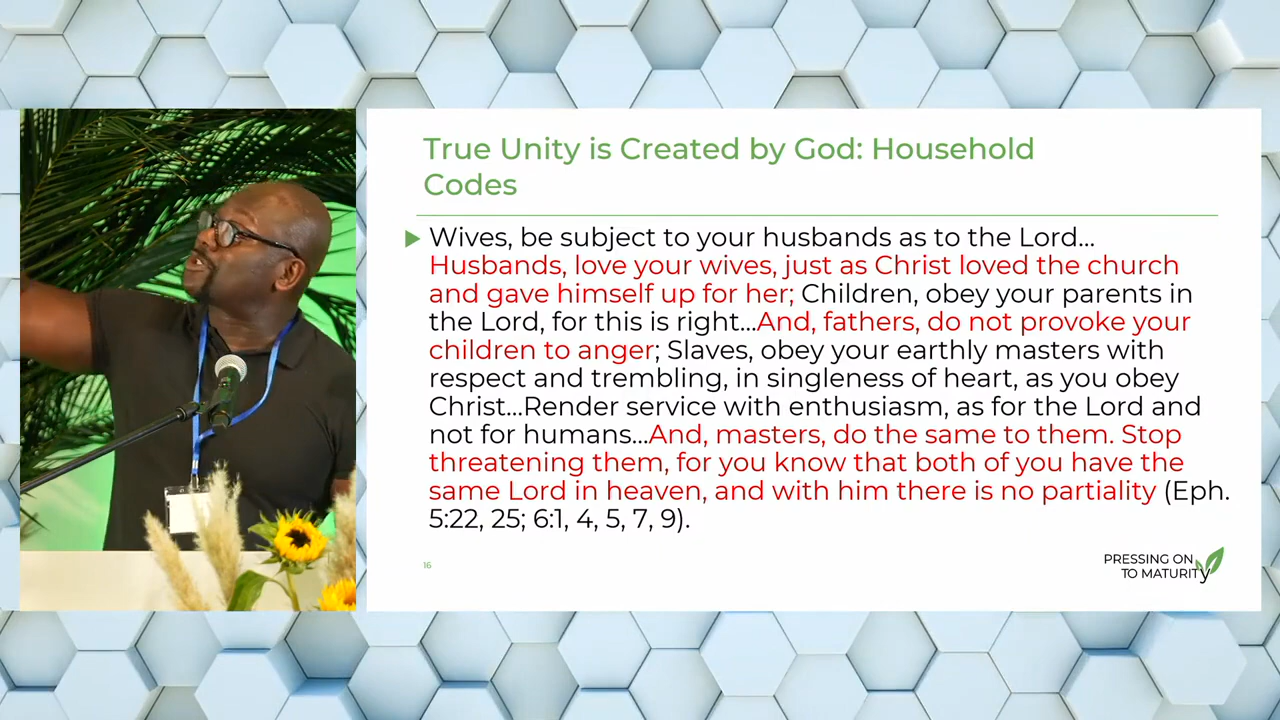 True Unity is Created by God: Household
Codes
Wives, be subject to your husbands as to the Lord...
Husbands, love your wives, just as Christ loved the church
and gave himself up for her; Children, obey your parents in
the Lord, for this is right...And, fathers, do not provoke your
children to anger; Slaves, obey your earthly masters with
respect and trembling, in singleness of heart, as you obey
Christ...Render service with enthusiasm, as for the Lord and
not for humans...And, masters, do the same to them. Stop
threatening them, for you know that both of you have the
same Lord in heaven, and with him there is no partiality (Eph.
5:22, 25; 6:1, 4, 5, 7, 9).
16
PRESSING ON
TO MATURITy